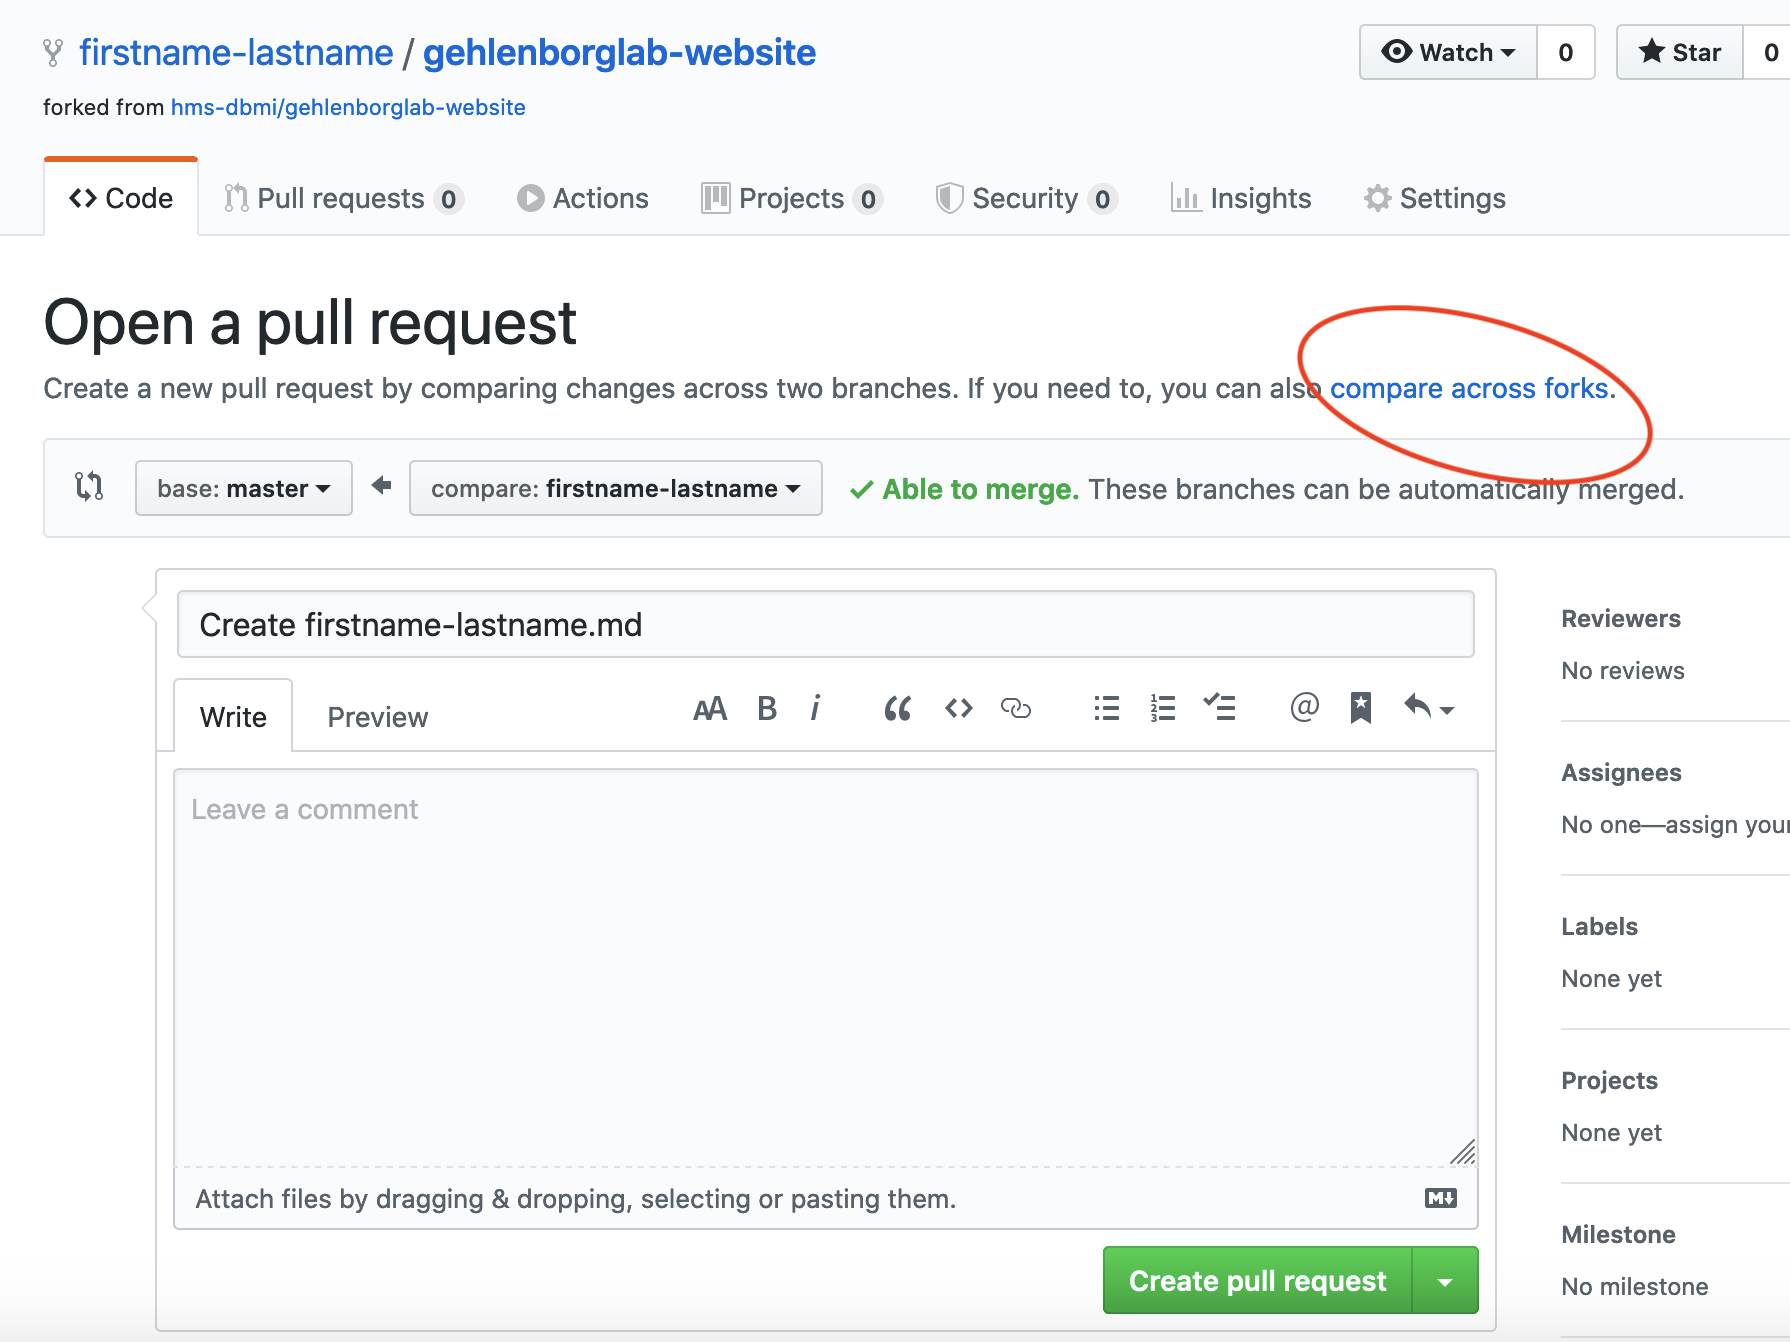 firstname-lastname / gehlenborglab-website
Watch 0
Star 0
forked from hms-dbmi/gehlenborglab-website
Code
Pull requests 0
Actions
Projects 0
Security 0
Insights
Settings
Open a pull request
Create a new pull request by comparing changes across two branches. If you need to, you can also compare across forks.
base: master
compare: firstname-lastname
Able to merge. These branches can be automatically merged.
Create firstname-lastname.md
Write
Preview
Leave a comment
Attach files by dragging & dropping, selecting or pasting them.
Create pull request
Reviewers
No reviews
Assignees
No one—assign your
Labels
None yet
Projects
None yet
Milestone
No milestone